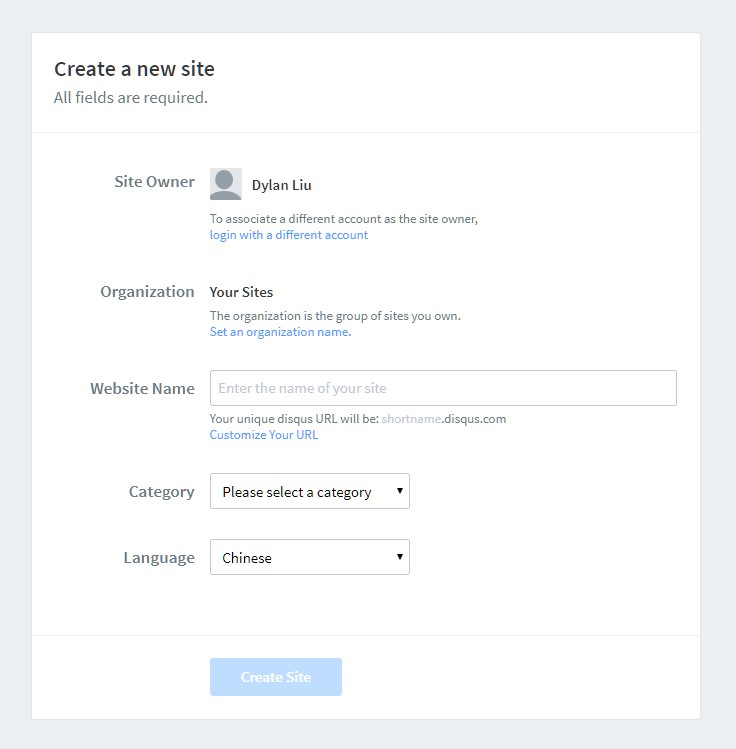 Create a new site
All fields are required.
Site Owner
Dylan Liu
To associate a different account as the site owner,
login with a different account
Organization
Your Sites
The organization is the group of sites you own.
Set an organization name.
Website Name
Enter the name of your site
Your unique disqus URL will be: shortname.disqus.com
Customize Your URL
Category
Please select a category
Language
Chinese
Create Site